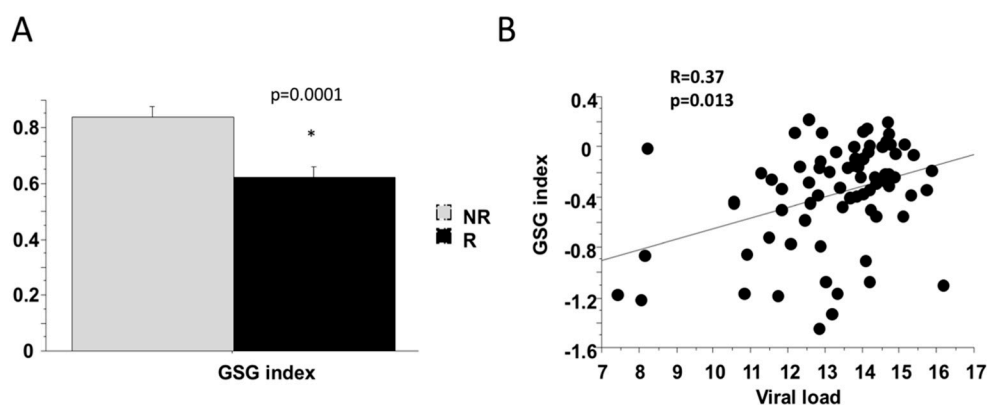 A
p=0.0001
*
0.8
0.6
0.4
0.2
0
GSG index
NR
R
B
R=0.37
p=0.013
0.4
0
-0.4
-0.8
-1.2
-1.6
GSG index
7 8 9 10 11 12 13 14 15 16 17
Viral load